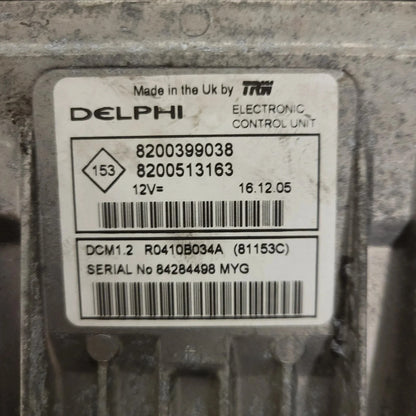 Made in the Uk by TRW
DELPHI ELECTRONIC
CONTROL UNIT
153
8200399038
8200513163
12V= 16.12.05
DCM1.2 R0410B034A (81153C)
SERIAL No 84284498 MYG